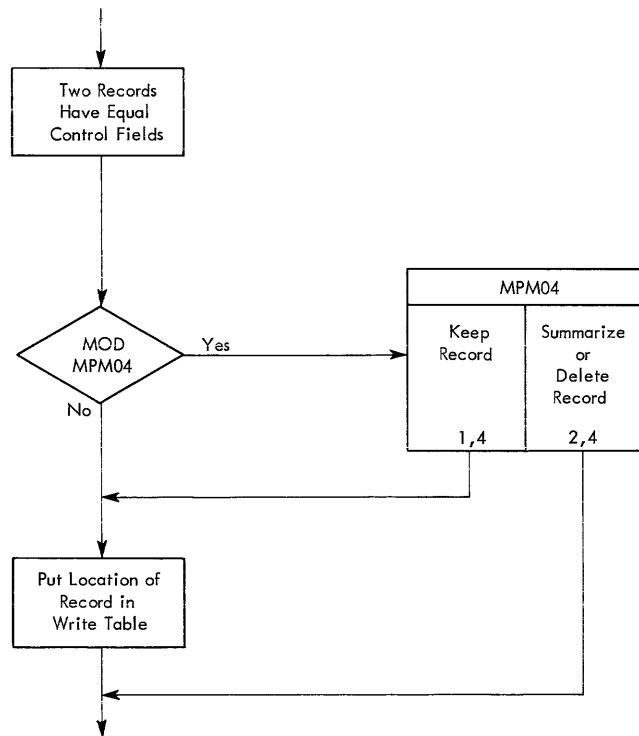 Two Records
Have Equal
Control Fields
MOD
MPM04
Yes
No
MPM04
Keep
Record
1,4
Summarize
or
Delete
Record
2,4
Put Location of
Record in
Write Table